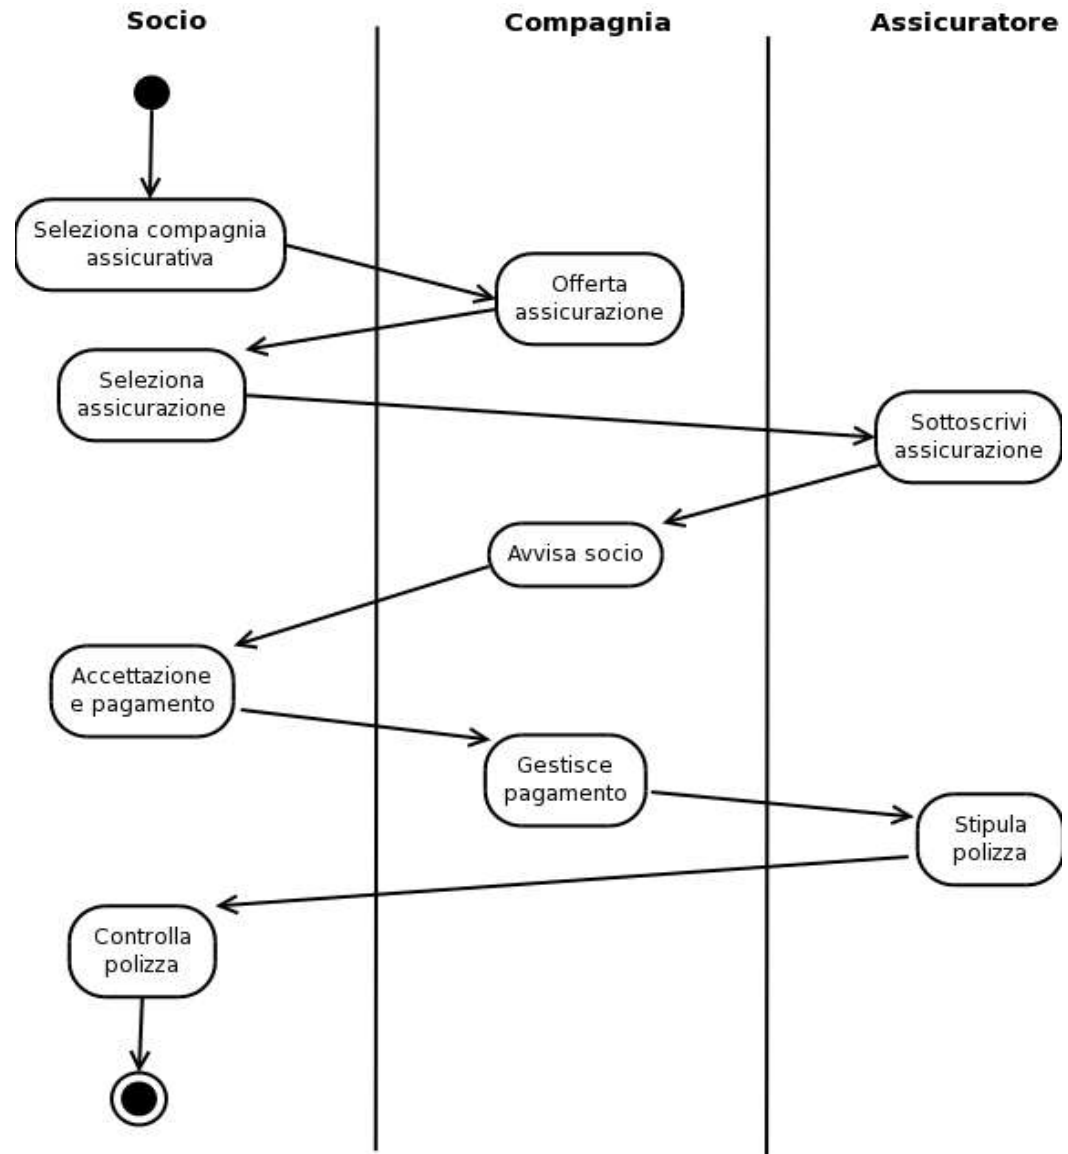 Socio
Compagnia
Assicuratore
Seleziona compagnia
assicurativa
Offerta
assicurazione
Seleziona
assicurazione
Sottoscrivi
assicurazione
Avvisa socio
Accettazione
e pagamento
Gestisce
pagamento
Stipula
polizza
Controlla
polizza